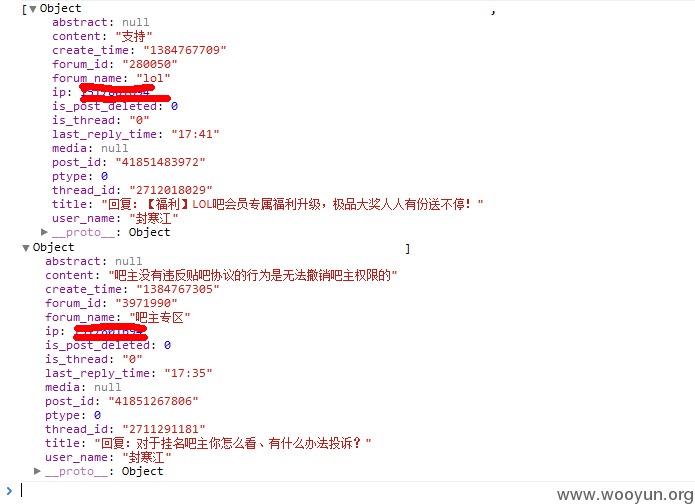 [▼Object ,
abstract: null
content: "支持"
create_time: "1384767709"
forum_id: "280050"
forum_name: "lol"
ip:
is_post_deleted: 0
is_thread: "0"
last_reply_time: "17:41"
media: null
post_id: "41851483972"
ptype: 0
thread_id: "2712018029"
title: "回复：【福利】LOL吧会员专属福利升级，极品大奖人人有份送不停！"
user_name: "封寒江"
▶__proto__: Object
▼Object ]
abstract: null
content: "吧主没有违反贴吧协议的行为是无法撤销吧主权限的"
create_time: "1384767305"
forum_id: "3971990"
forum_name: "吧主专区"
ip:
is_post_deleted: 0
is_thread: "0"
last_reply_time: "17:35"
media: null
post_id: "41851267806"
ptype: 0
thread_id: "2711291181"
title: "回复：对于挂名吧主你怎么看、有什么办法投诉？"
user_name: "封寒江"
▶__proto__: Object
>
www.wooyun.org